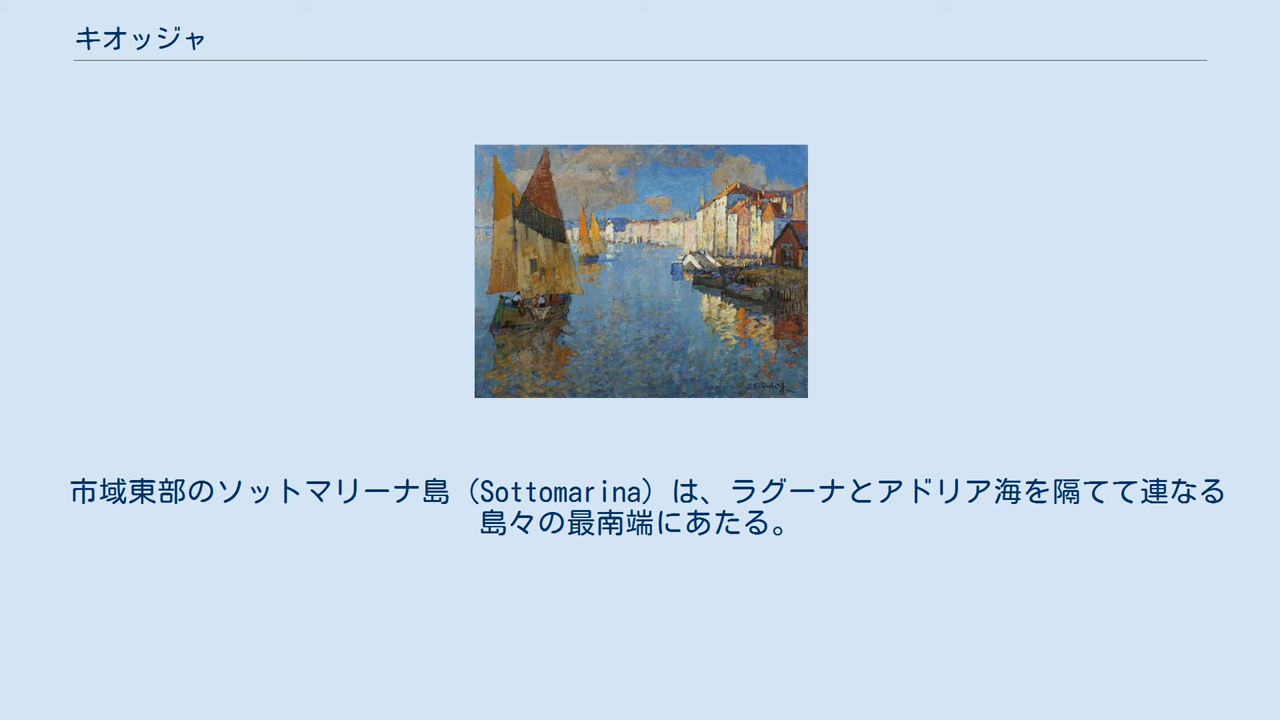 キオッジャ
市域東部のソットマリーナ島（Sottomarina）は、ラグーナとアドリア海を隔てて連なる
島々の最南端にあたる。